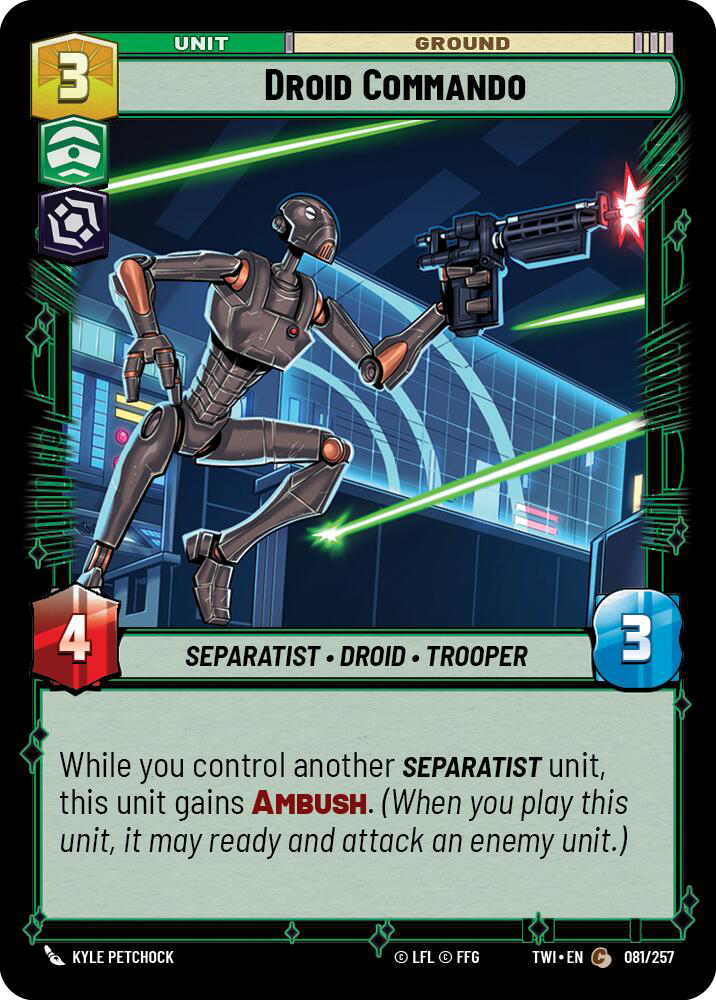 UNIT
GROUND
3
DROID COMMANDO
4
SEPARATIST • DROID • TROOPER
3
While you control another SEPARATIST unit,
this unit gains AMBUSH. (When you play this
unit, it may ready and attack an enemy unit.)
KYLE PETCHOCK
© LFL © FFG
TWI • EN
C
081/257